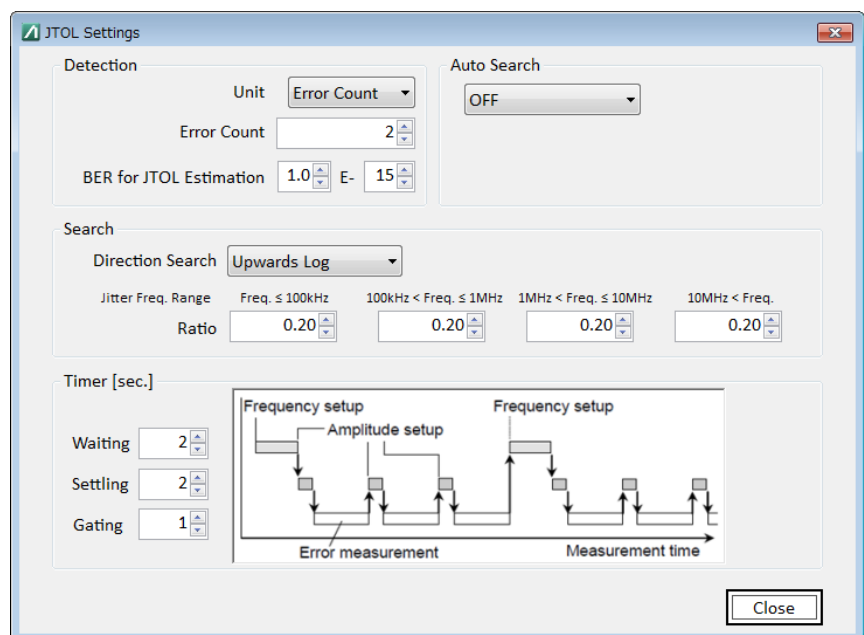 JTOL Settings
Detection
Unit Error Count
Error Count 2
BER for JTOL Estimation 1.0 E- 15
Auto Search
OFF
Search
Direction Search Upwards Log
Jitter Freq. Range Freq. ≤ 100kHz 100kHz < Freq. ≤ 1MHz 1MHz < Freq. ≤ 10MHz 10MHz < Freq.
Ratio 0.20 0.20 0.20 0.20
Timer [sec.]
Waiting 2
Settling 2
Gating 1
Frequency setup Frequency setup
Amplitude setup
Error measurement Measurement time
Close